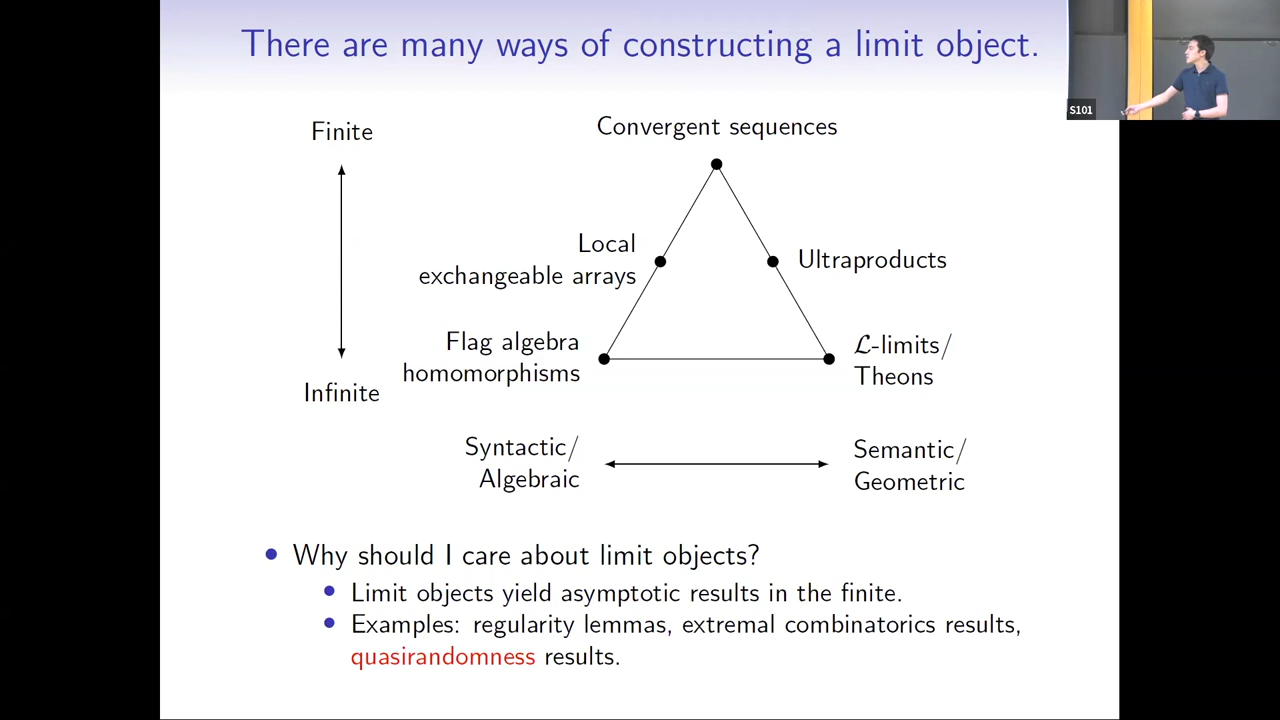 There are many ways of constructing a limit object.
S101
Finite
Convergent sequences
Local
exchangeable arrays
Ultraproducts
Flag algebra
homomorphisms
ℒ-limits/
Theons
Infinite
Syntactic/
Algebraic
Semantic/
Geometric
• Why should I care about limit objects?
• Limit objects yield asymptotic results in the finite.
• Examples: regularity lemmas, extremal combinatorics results,
quasirandomness results.